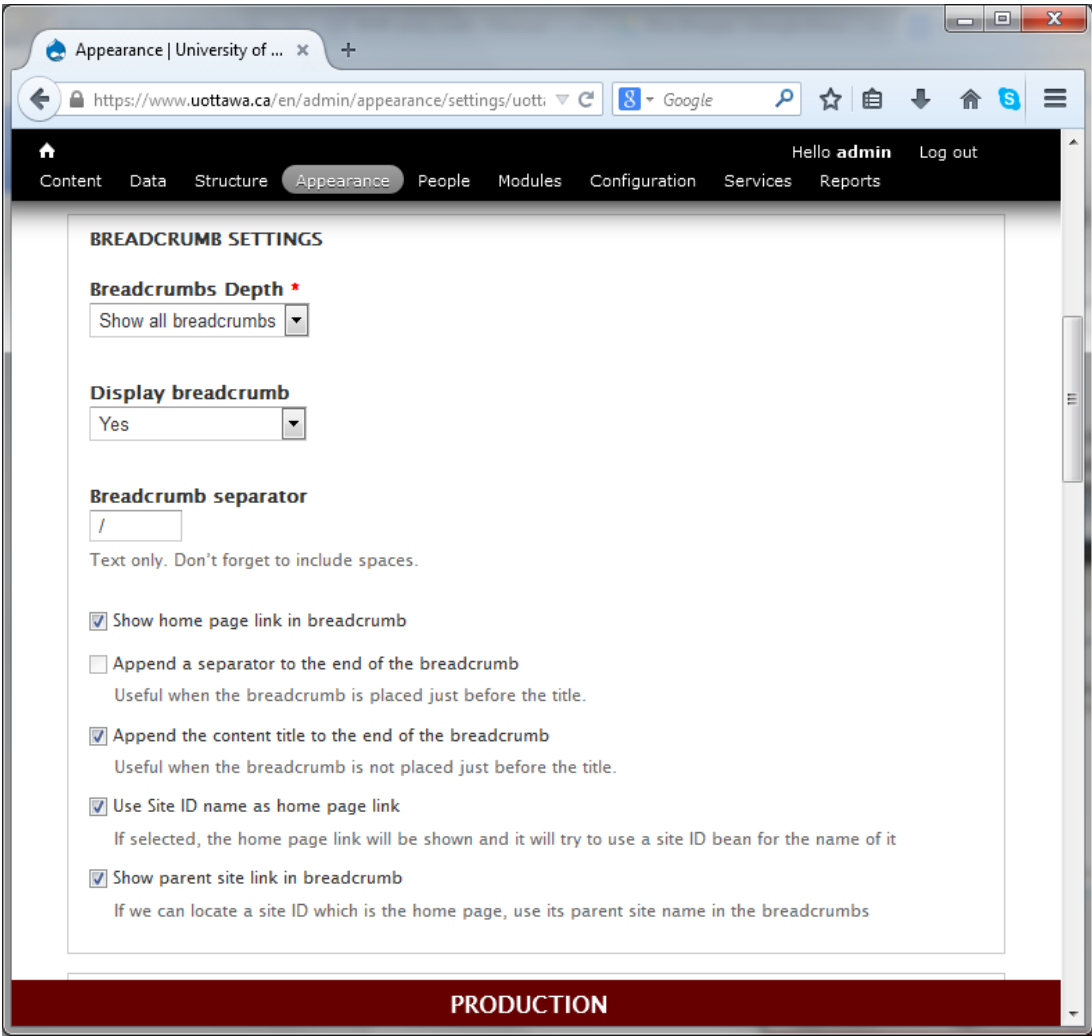 Appearance | University of ...
https://www.uottawa.ca/en/admin/appearance/settings/uott
8 Google
S
Hello admin Log out
Content Data Structure Appearance People Modules Configuration Services Reports
BREADCRUMB SETTINGS
Breadcrumbs Depth *
Show all breadcrumbs
Display breadcrumb
Yes
Breadcrumb separator
/
Text only. Don't forget to include spaces.
Show home page link in breadcrumb
Append a separator to the end of the breadcrumb
Useful when the breadcrumb is placed just before the title.
Append the content title to the end of the breadcrumb
Useful when the breadcrumb is not placed just before the title.
Use Site ID name as home page link
If selected, the home page link will be shown and it will try to use a site ID bean for the name of it
Show parent site link in breadcrumb
If we can locate a site ID which is the home page, use its parent site name in the breadcrumbs
PRODUCTION